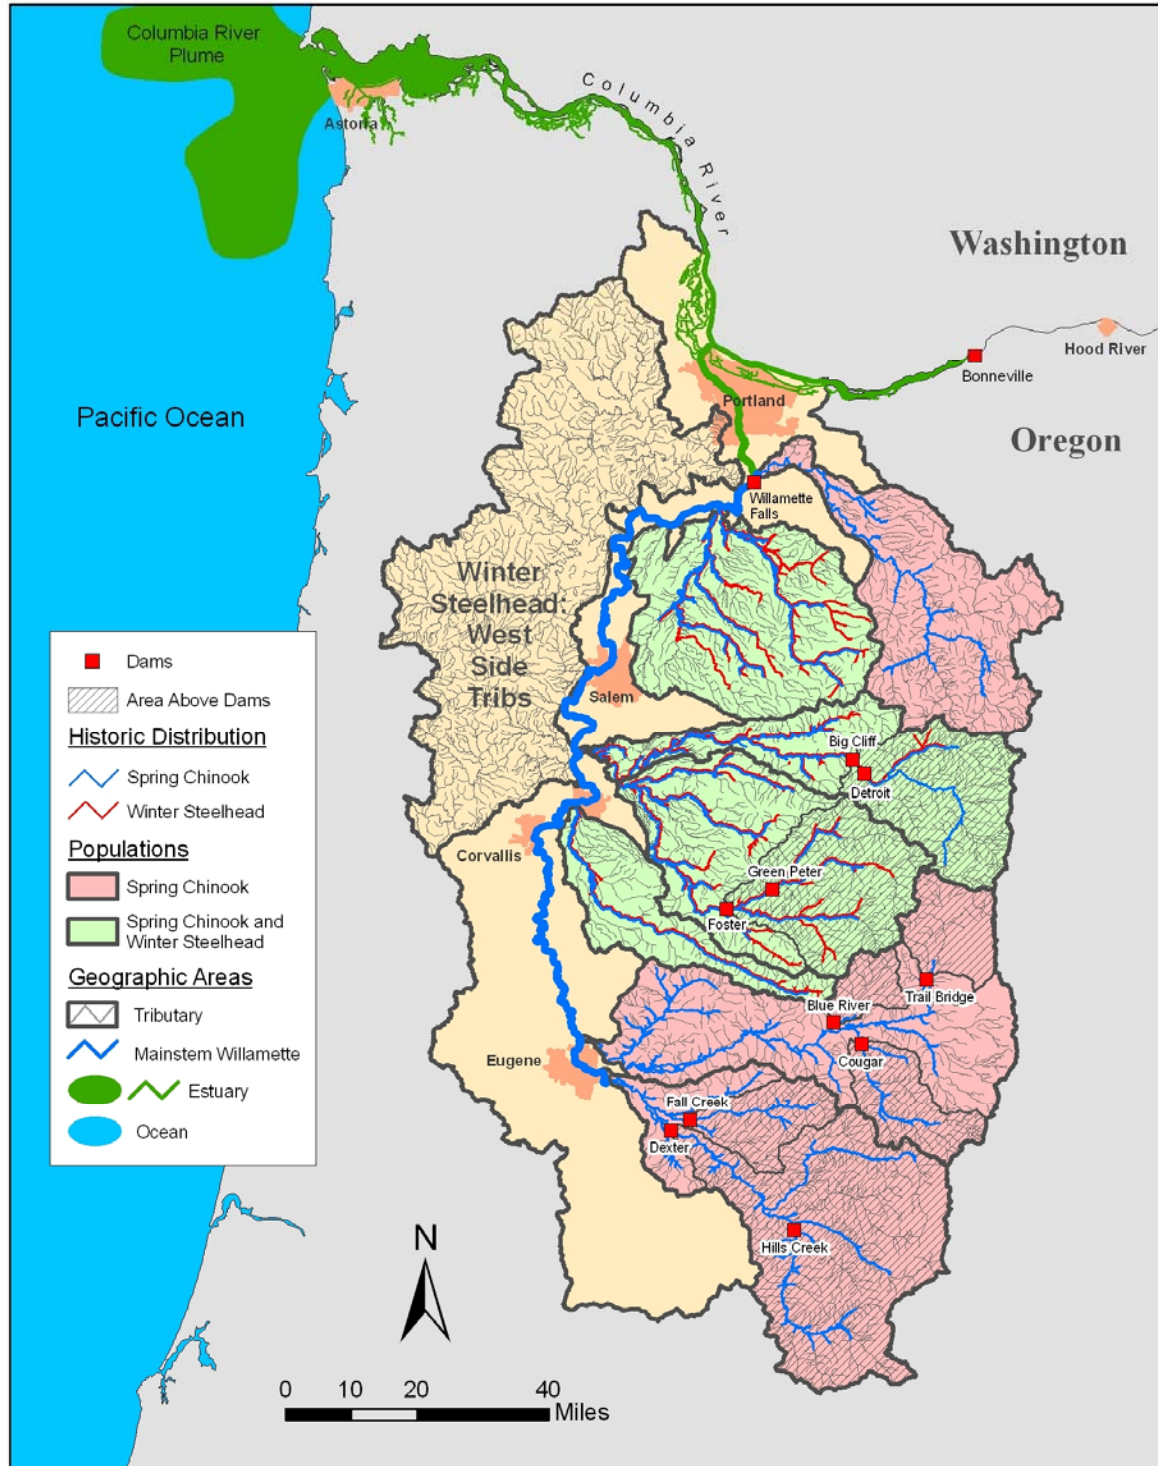 Columbia River
Plume
Astoria
Columbia River
Washington
Hood River
Bonneville
Portland
Pacific Ocean
Oregon
Willamette
Falls
Winter
Steelhead:
West
Side
Tribs
Salem
Big Cliff
Detroit
Corvallis
Green Peter
Foster
Trail Bridge
Blue River
Cougar
Eugene
Fall Creek
Dexter
Hills Creek
Dams
Area Above Dams
Historic Distribution
Spring Chinook
Winter Steelhead
Populations
Spring Chinook
Spring Chinook and
Winter Steelhead
Geographic Areas
Tributary
Mainstem Willamette
Estuary
Ocean
N
0 10 20 40
Miles